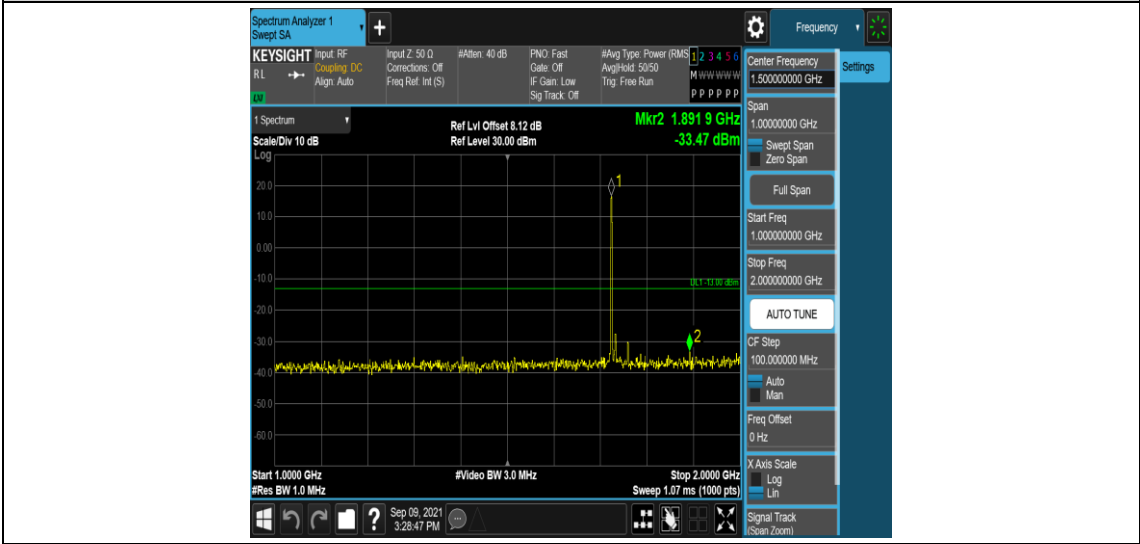 Spectrum Analyzer 1
Swept SA
+
Frequency
KEYSIGHT
RL
LXI
Input: RF
Coupling: DC
Align: Auto
Input Z: 50 Ω
Corrections: Off
Freq Ref: Int (S)
#Atten: 40 dB
PNO: Fast
Gate: Off
IF Gain: Low
Sig Track: Off
#Avg Type: Power (RMS
Avg|Hold: 50/50
Trig: Free Run
1 2 3 4 5 6
M W W W W W
P P P P P P
1 Spectrum
Scale/Div 10 dB
Log
Ref Lvl Offset 8.12 dB
Ref Level 30.00 dBm
Mkr2 1.891 9 GHz
-33.47 dBm
20.0
10.0
0.00
-10.0
-20.0
-30.0
-40.0
-50.0
-60.0
1
DL1 -13.00 dBm
2
Start 1.0000 GHz
#Res BW 1.0 MHz
#Video BW 3.0 MHz
Stop 2.0000 GHz
Sweep 1.07 ms (1000 pts)
?
Sep 09, 2021
3:28:47 PM
Center Frequency
1.500000000 GHz
Settings
Span
1.00000000 GHz
Swept Span
Zero Span
Full Span
Start Freq
1.000000000 GHz
Stop Freq
2.000000000 GHz
AUTO TUNE
CF Step
100.000000 MHz
Auto
Man
Freq Offset
0 Hz
X Axis Scale
Log
Lin
Signal Track
(Span Zoom)